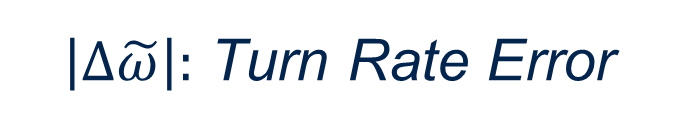 |Δω̃|: Turn Rate Error